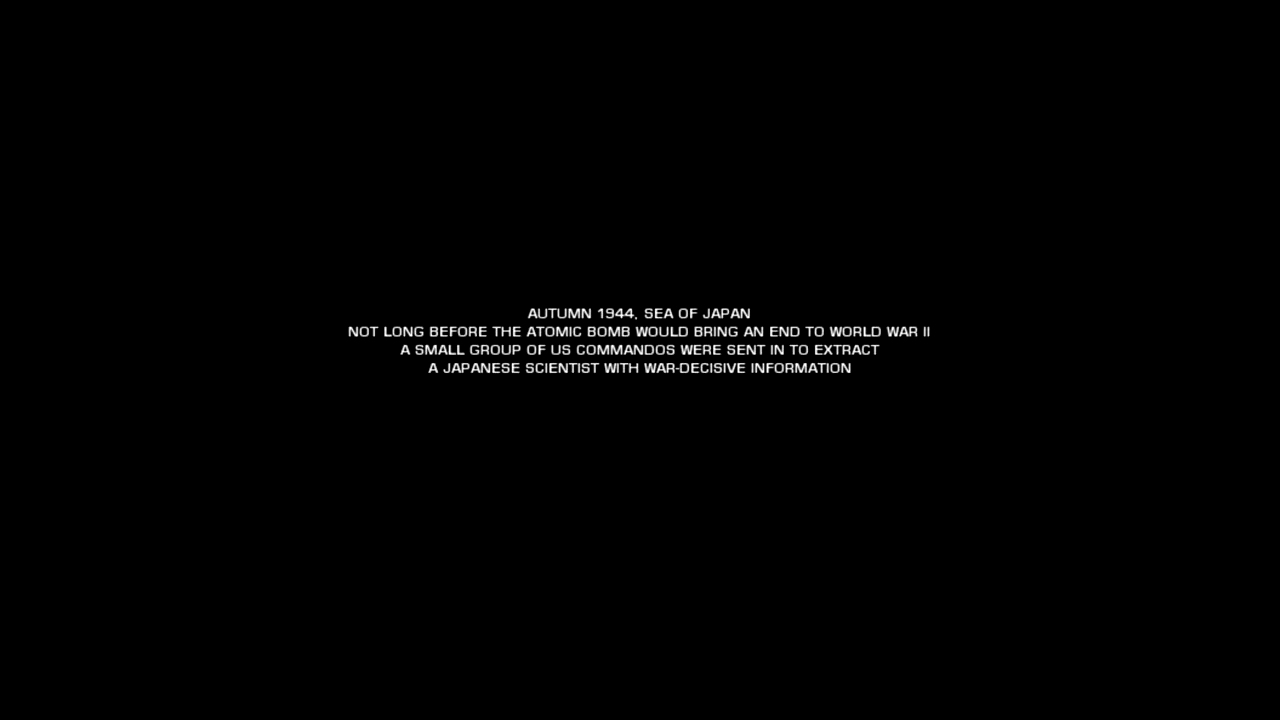 AUTUMN 1944, SEA OF JAPAN
NOT LONG BEFORE THE ATOMIC BOMB WOULD BRING AN END TO WORLD WAR II
A SMALL GROUP OF US COMMANDOS WERE SENT IN TO EXTRACT
A JAPANESE SCIENTIST WITH WAR-DECISIVE INFORMATION